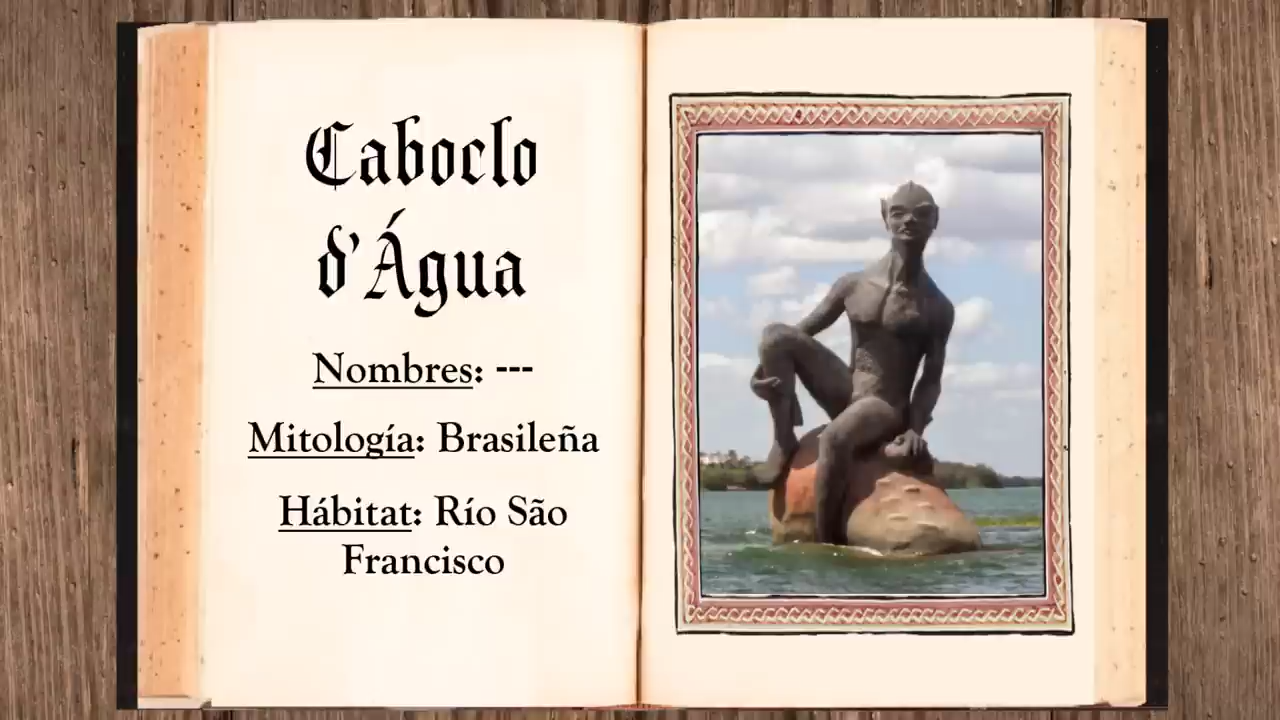 Caboclo
d'Água
Nombres: ---
Mitología: Brasileña
Hábitat: Río São
Francisco